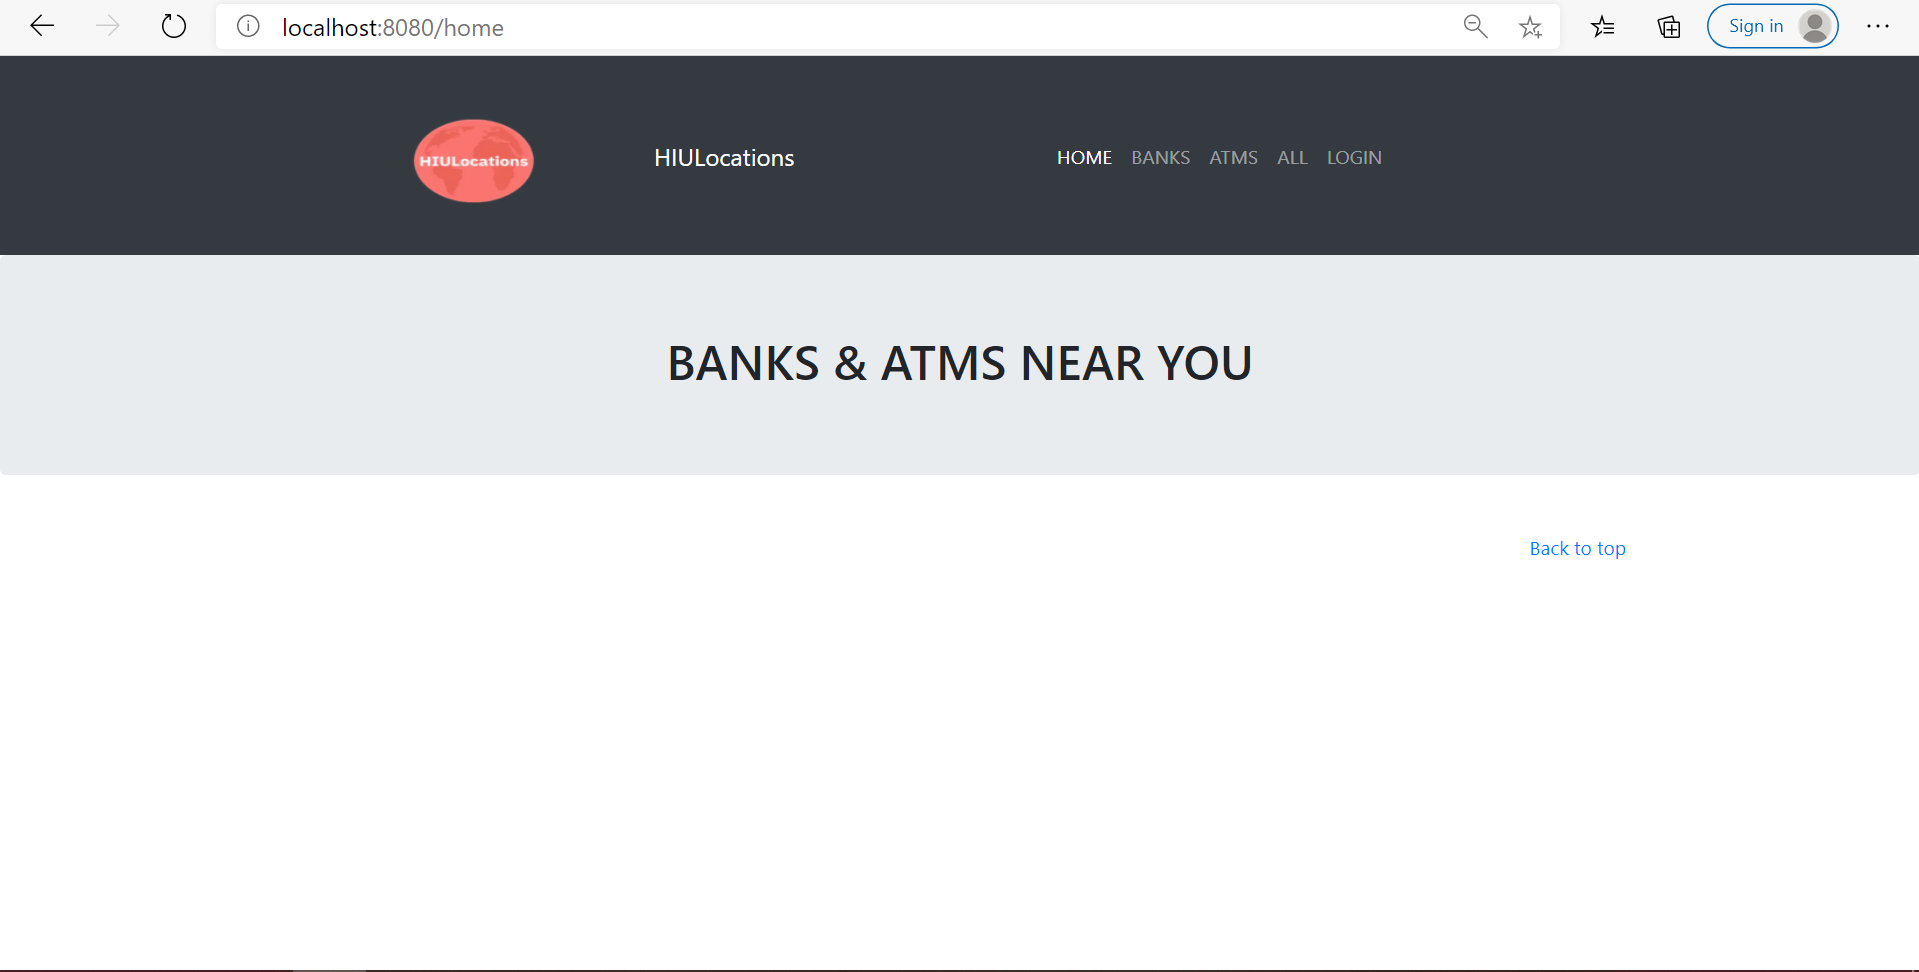 localhost:8080/home
Sign in
HIULocations
HIULocations
HOME BANKS ATMS ALL LOGIN
BANKS & ATMS NEAR YOU
Back to top